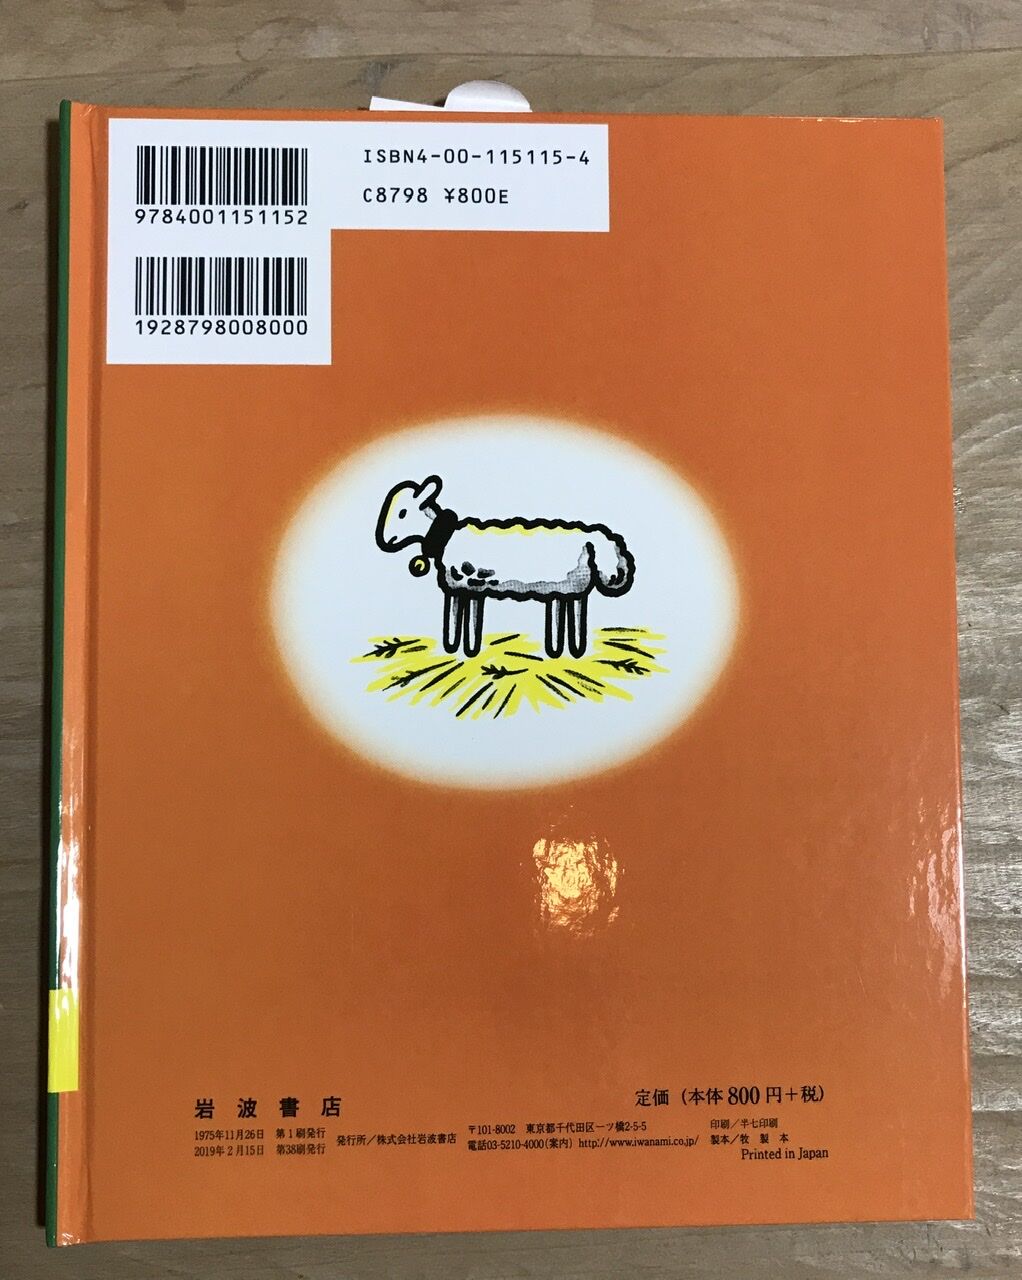 ISBN4-00-115115-4
C8798 ¥800E
9784001151152
1928798008000
定価（本体800円+税）
岩波書店
1975年11月26日 第1刷発行
2019年2月15日 第38刷発行
発行所／株式会社岩波書店
〒101-8002 東京都千代田区一ツ橋2-5-5
電話03-5210-4000（案内） http://www.iwanami.co.jp/
印刷／半七印刷
製本／牧製本
Printed in Japan